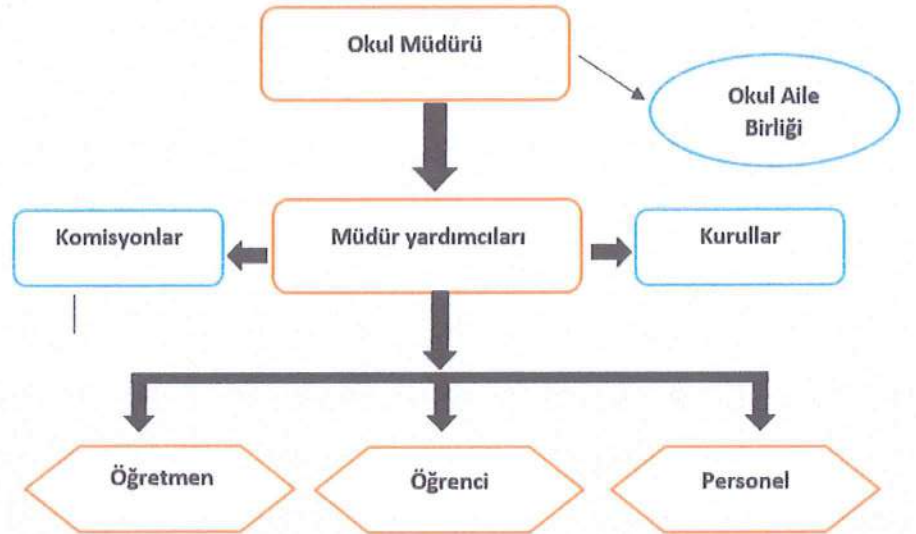 Okul Müdürü
Okul Aile
Birliği
Komisyonlar
Müdür yardımcıları
Kurullar
Öğretmen
Öğrenci
Personel